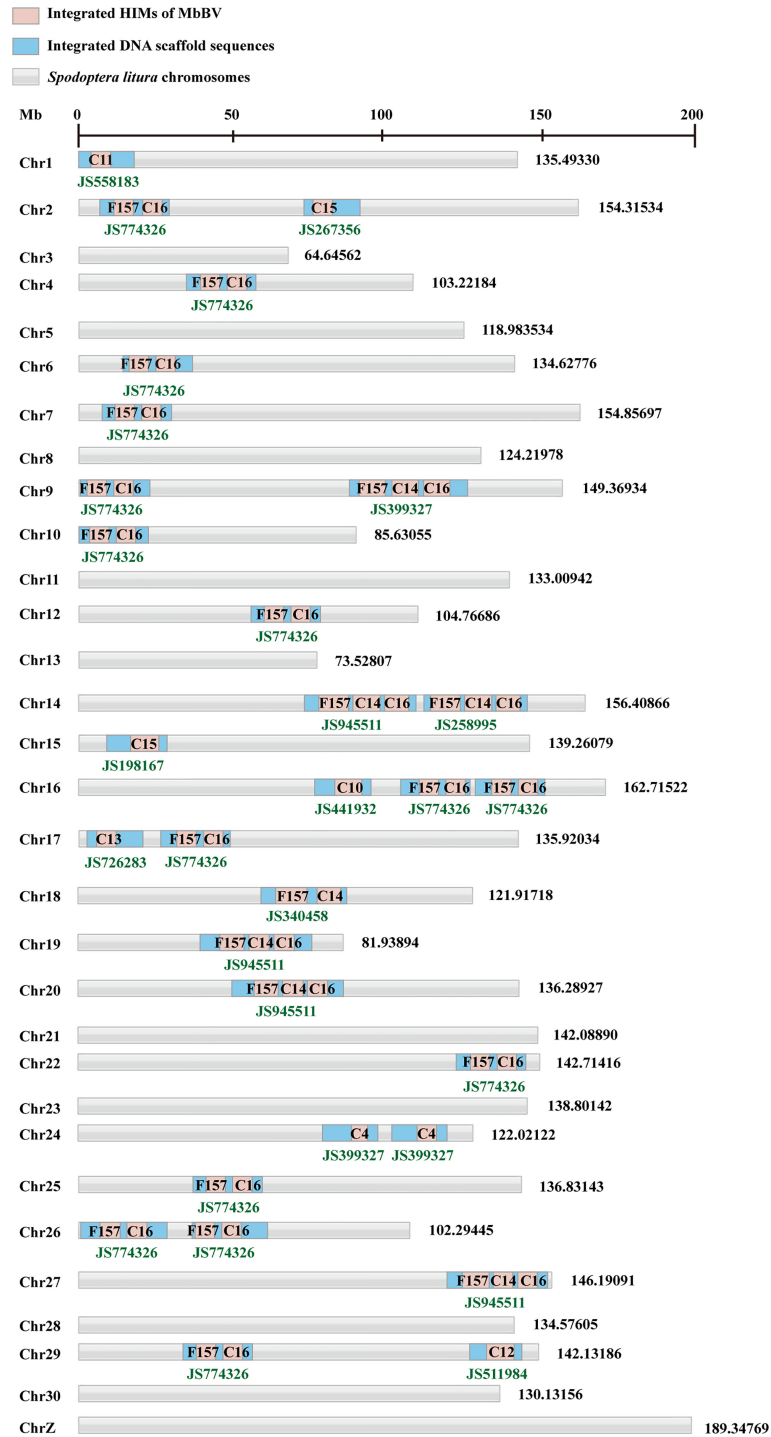 Integrated HIMs of MbBV
Integrated DNA scaffold sequences
Spodoptera litura chromosomes
Mb 0 50 100 150 200
Chr1 C11 135.49330
JS558183
Chr2 F157 C16 C15 154.31534
JS774326 JS267356
Chr3 64.64562
Chr4 F157 C16 103.22184
JS774326
Chr5 118.983534
Chr6 F157 C16 134.62776
JS774326
Chr7 F157 C16 154.85697
JS774326
Chr8 124.21978
Chr9 F157 C16 F157 C14 C16 149.36934
JS774326 JS399327
Chr10 F157 C16 85.63055
JS774326
Chr11 133.00942
Chr12 F157 C16 104.76686
JS774326
Chr13 73.52807
Chr14 F157 C14 C16 F157 C14 C16 156.40866
JS945511 JS258995
Chr15 C15 139.26079
JS198167
Chr16 C10 F157 C16 F157 C16 162.71522
JS441932 JS774326 JS774326
Chr17 C13 F157 C16 135.92034
JS726283 JS774326
Chr18 F157 C14 121.91718
JS340458
Chr19 F157 C14 C16 81.93894
JS945511
Chr20 F157 C14 C16 136.28927
JS945511
Chr21 142.08890
Chr22 F157 C16 142.71416
JS774326
Chr23 138.80142
Chr24 C4 C4 122.02122
JS399327 JS399327
Chr25 F157 C16 136.83143
JS774326
Chr26 F157 C16 F157 C16 102.29445
JS774326 JS774326
Chr27 F157 C14 C16 146.19091
JS945511
Chr28 134.57605
Chr29 F157 C16 C12 142.13186
JS774326 JS511984
Chr30 130.13156
ChrZ 189.34769